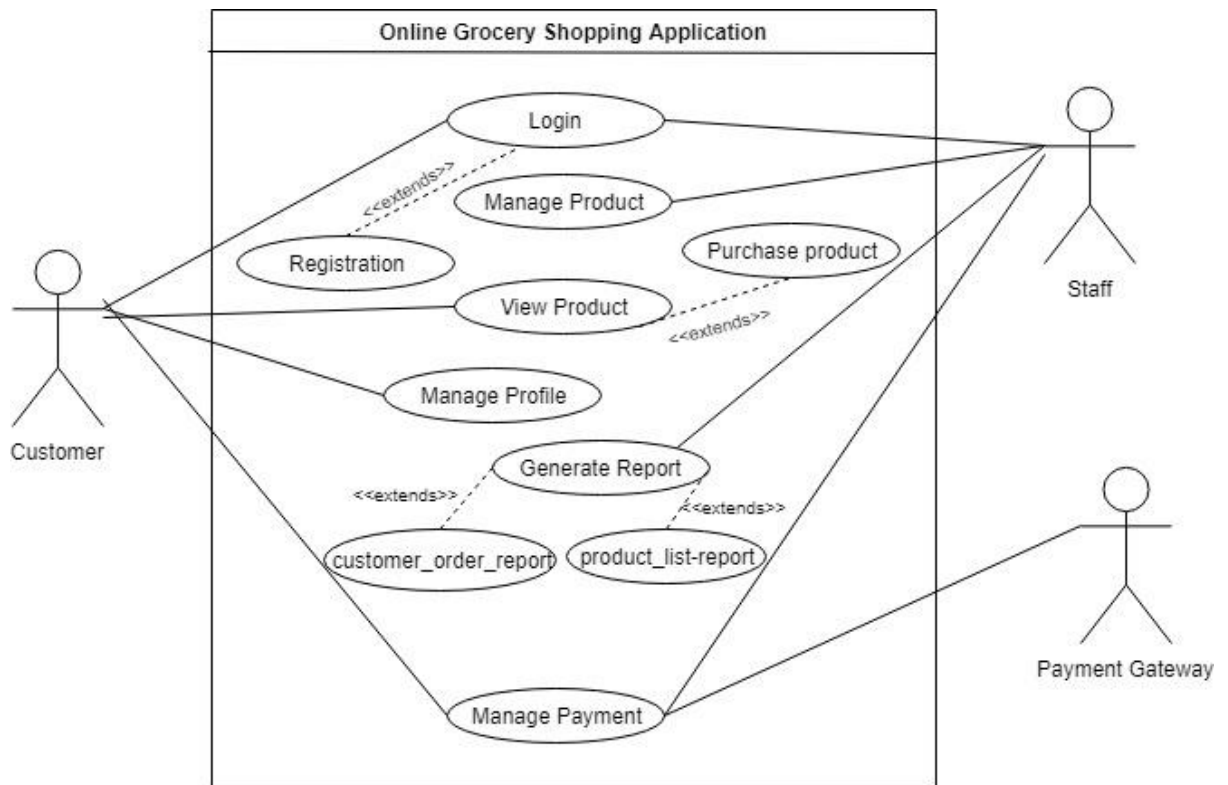 Online Grocery Shopping Application
Login
<<extends>>
Manage Product
Registration
Purchase product
View Product
<<extends>>
Staff
Manage Profile
Customer
Generate Report
<<extends>>
<<extends>>
customer_order_report
product_list-report
Payment Gateway
Manage Payment